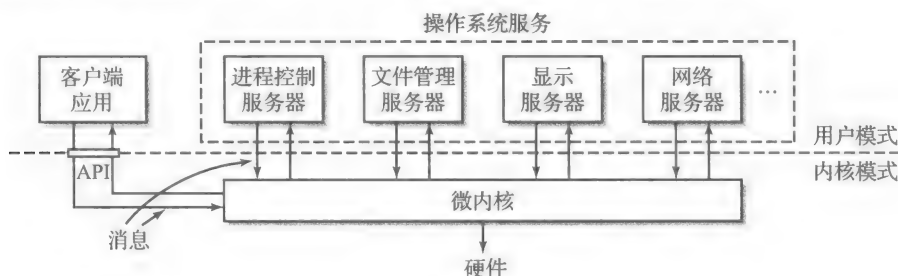 操作系统服务
客户端
应用
进程控制
服务器
文件管理
服务器
显示
服务器
网络
服务器
…
用户模式
API
内核模式
微内核
消息
硬件